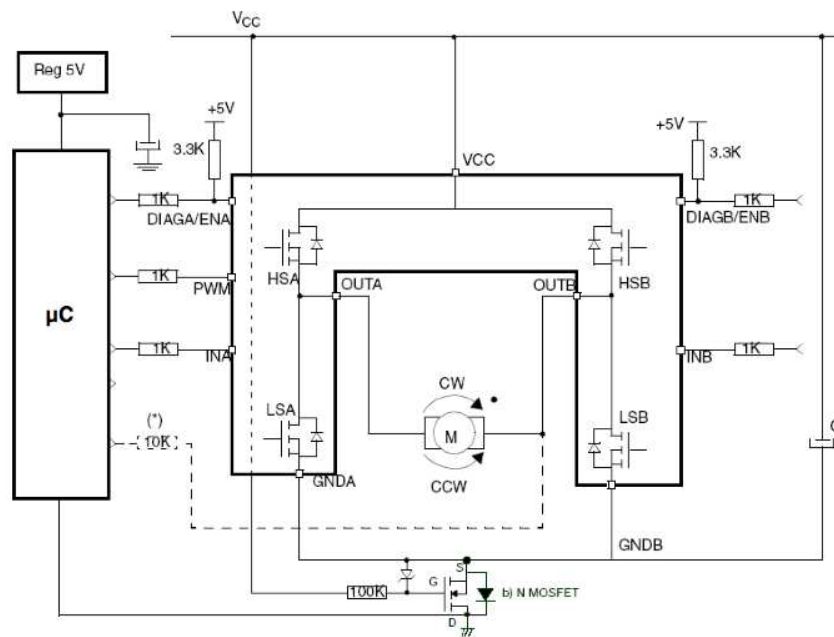 VCC
Reg 5V
+5V
3.3K
+5V
3.3K
VCC
1K
DIAGA/ENA
DIAGB/ENB
1K
HSA
HSB
1K
PWM
OUTA
OUTB
µC
1K
INA
INB
1K
CW
LSA
LSB
M
C
(*)
10K
CCW
GNDA
GNDB
S
G
100K
b) N MOSFET
D